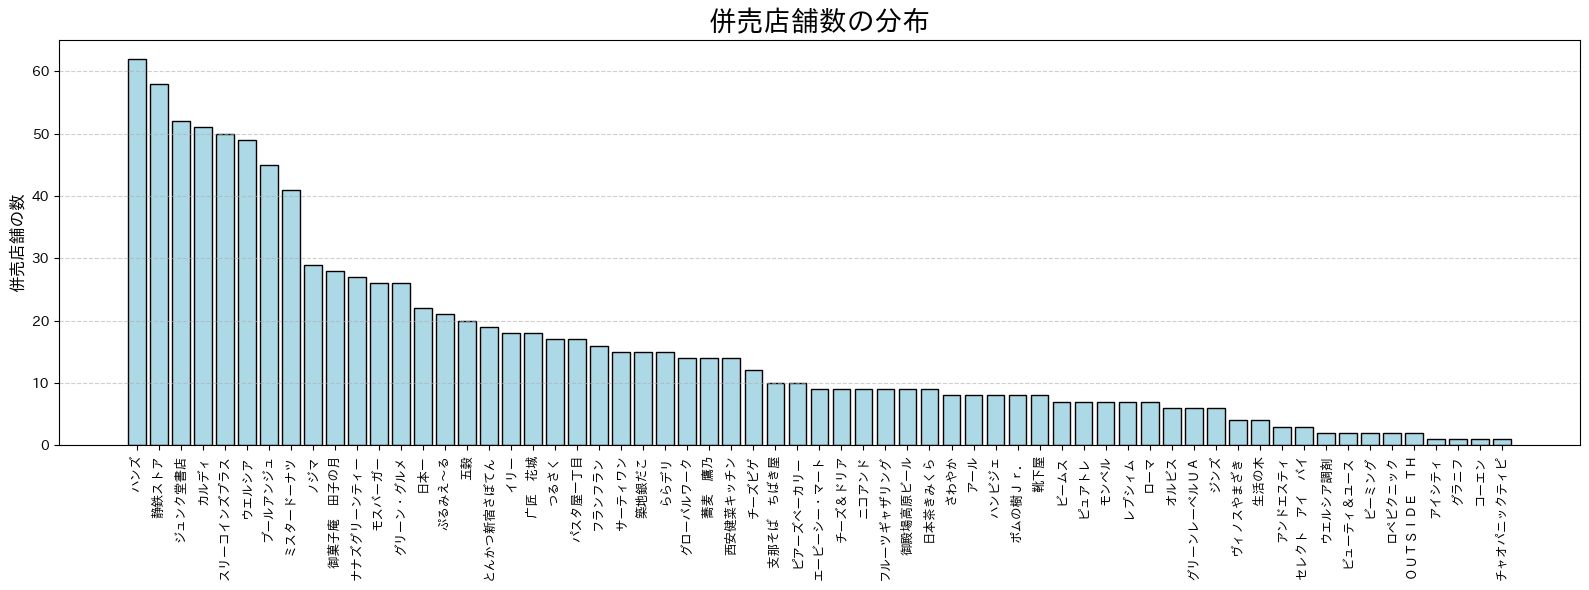 併売店舗数の分布
併売店舗の数
60
50
40
30
20
10
0
ハンズ
静鉄ストア
ジュンク堂書店
カルディ
スリーコインズプラス
ウエルシア
ブールアンジュ
ミスタードーナツ
ノジマ
御菓子庵　田子の月
ナナズグリーンティー
モスバーガー
グリーン・グルメ
日本一
ぷるみえ～る
五穀
とんかつ新宿さぼてん
イリー
广匠　花城
つるさく
パスタ屋一丁目
フランフラン
サーティワン
築地銀だこ
ららデリ
グローバルワーク
蕎麦　鷹乃
西安健菜キッチン
チーズピゲ
支那そば　ちばき屋
ピアーズベーカリー
エービーシー・マート
チーズ＆ドリア
ニコアンド
フルーツギャザリング
御殿場高原ビール
日本茶きみくら
さわやか
アール
ハンビジェ
ポムの樹Ｊｒ．
靴下屋
ビームス
ピュアトレ
モンベル
レプシィム
ローマ
オルビス
グリーンレーベルＵＡ
ジンズ
ヴィノスやまざき
生活の木
アンドエスティ
セレクト　アイ　バイ
ウエルシア調剤
ビューティ＆ユース
ビーミング
ロペピクニック
ＯＵＴＳＩＤＥ　ＴＨ
アイシティ
グラニフ
コーエン
チャオパニックティピ